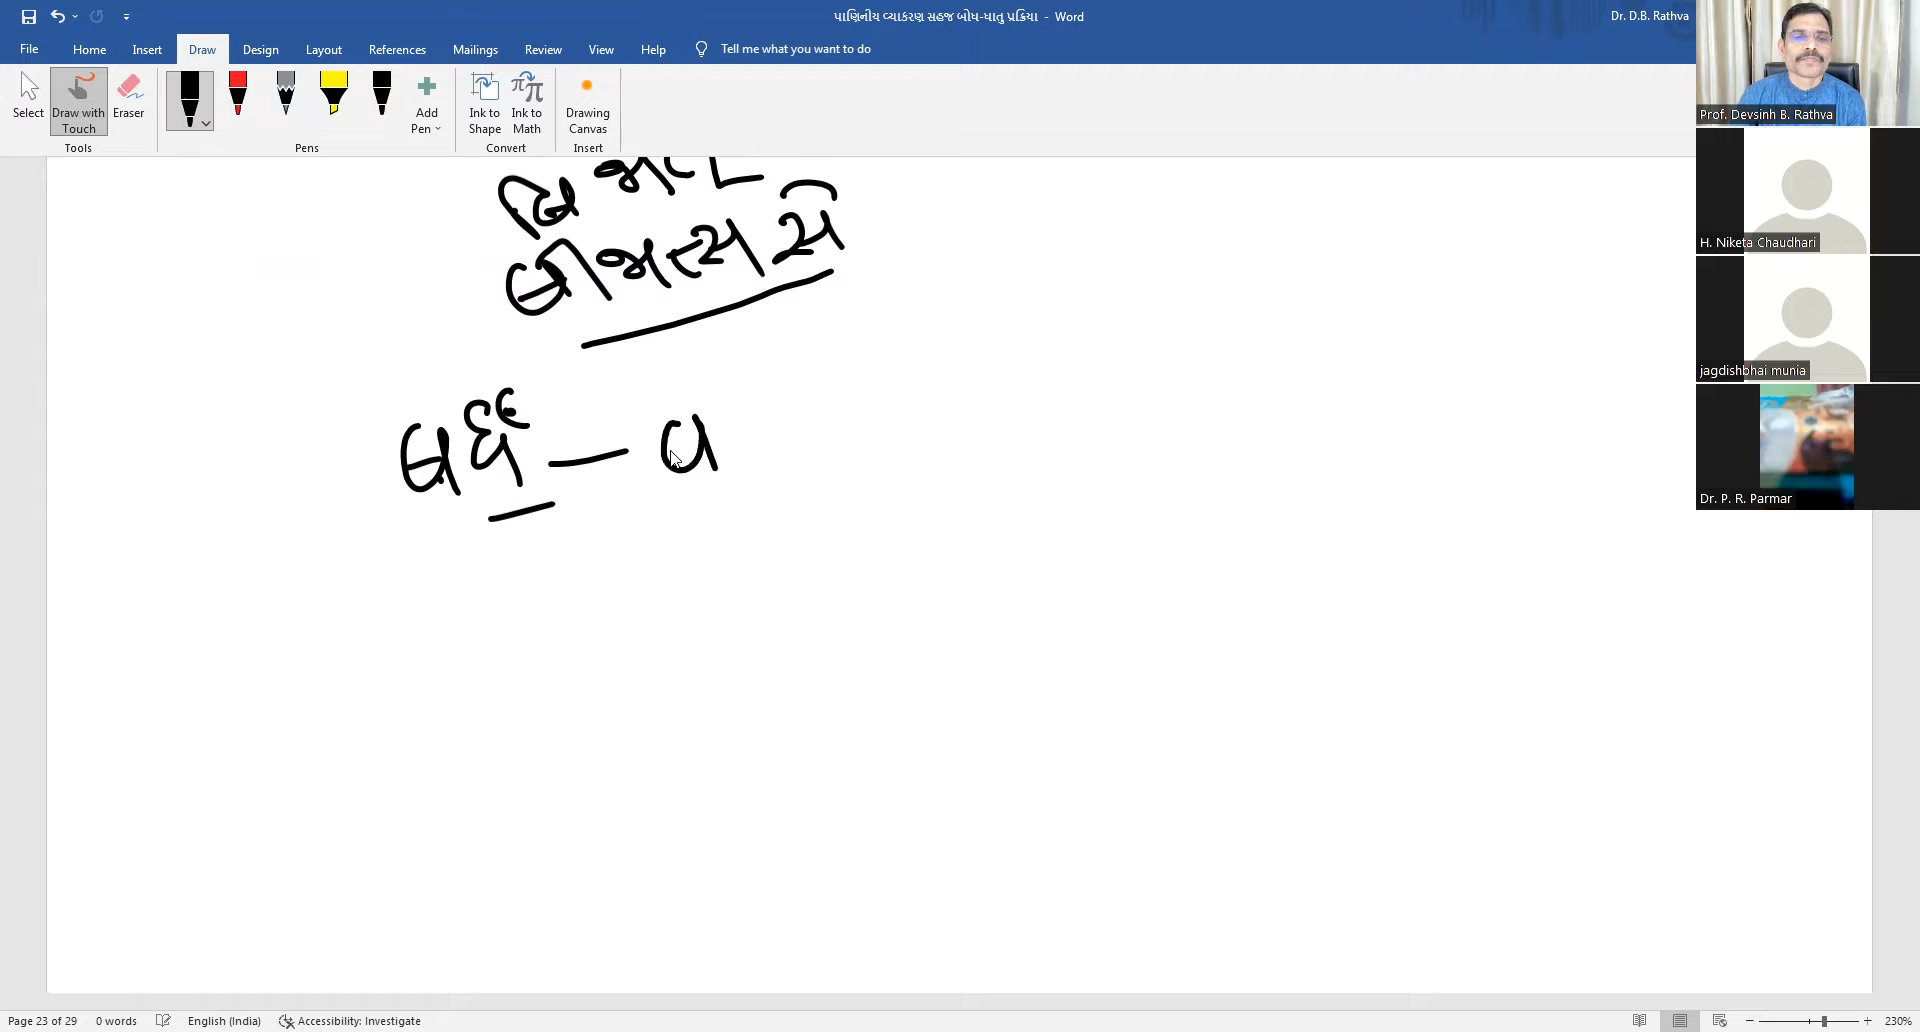 પાણિનીય વ્યાકરણ સહજ બોધ-ધાતુ પ્રક્રિયા - Word
Dr. D.B. Rathva
File Home Insert Draw Design Layout References Mailings Review View Help Tell me what you want to do
Select Draw with Touch Eraser Add Pen Ink to Shape Ink to Math Drawing Canvas
Tools Pens Convert Insert
Prof. Devsinh B. Rathva
H. Niketa Chaudhari
jagdishbhai munia
Dr. P. R. Parmar
બર્ધ — વ
Page 23 of 29 0 words English (India) Accessibility: Investigate 230%